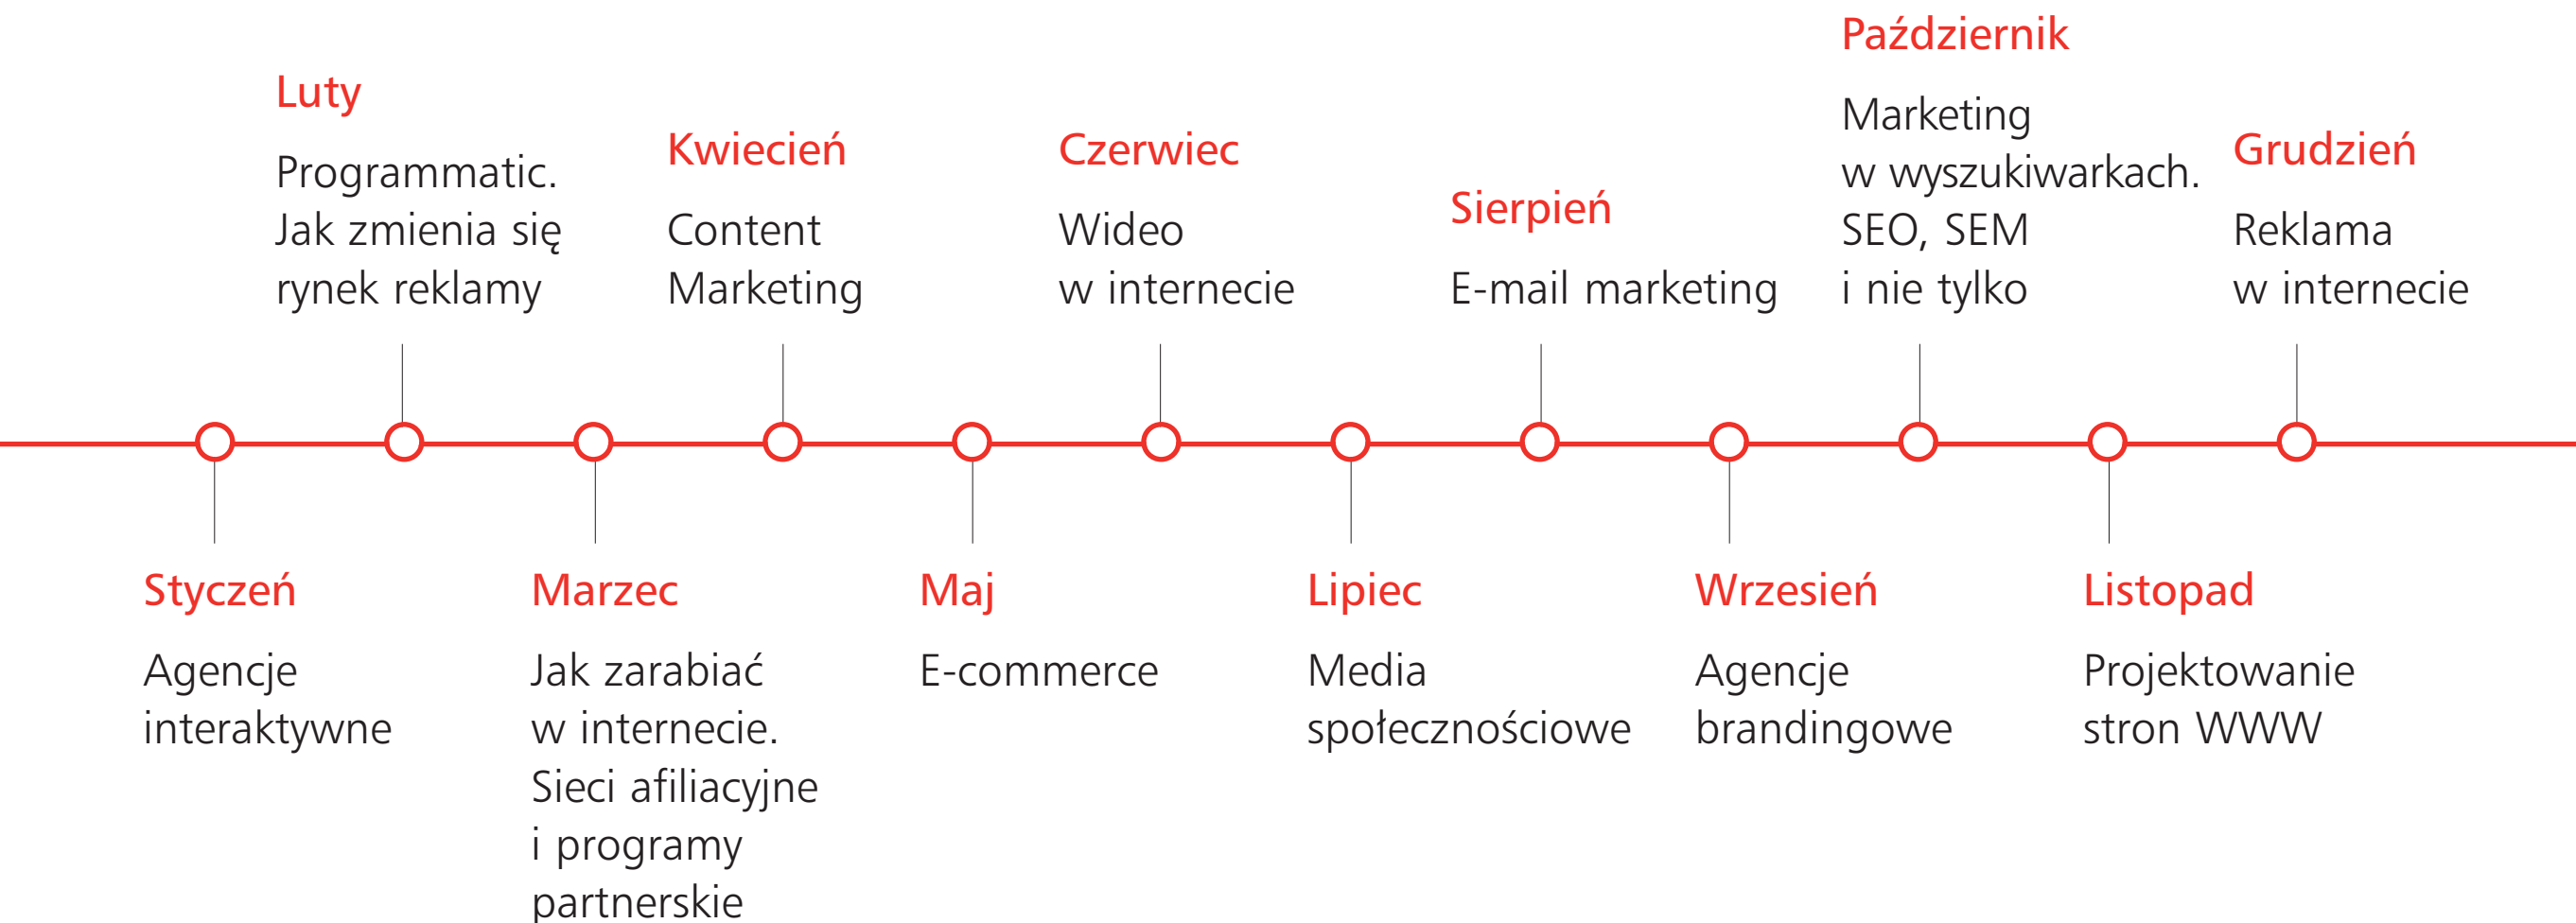 Luty
Programmatic.
Jak zmienia się
rynek reklamy
Kwiecień
Content
Marketing
Czerwiec
Wideo
w internecie
Sierpień
E-mail marketing
Październik
Marketing
w wyszukiwarkach.
SEO, SEM
i nie tylko
Grudzień
Reklama
w internecie
Styczeń
Agencje
interaktywne
Marzec
Jak zarabiać
w internecie.
Sieci afiliacyjne
i programy
partnerskie
Maj
E-commerce
Lipiec
Media
społecznościowe
Wrzesień
Agencje
brandingowe
Listopad
Projektowanie
stron WWW